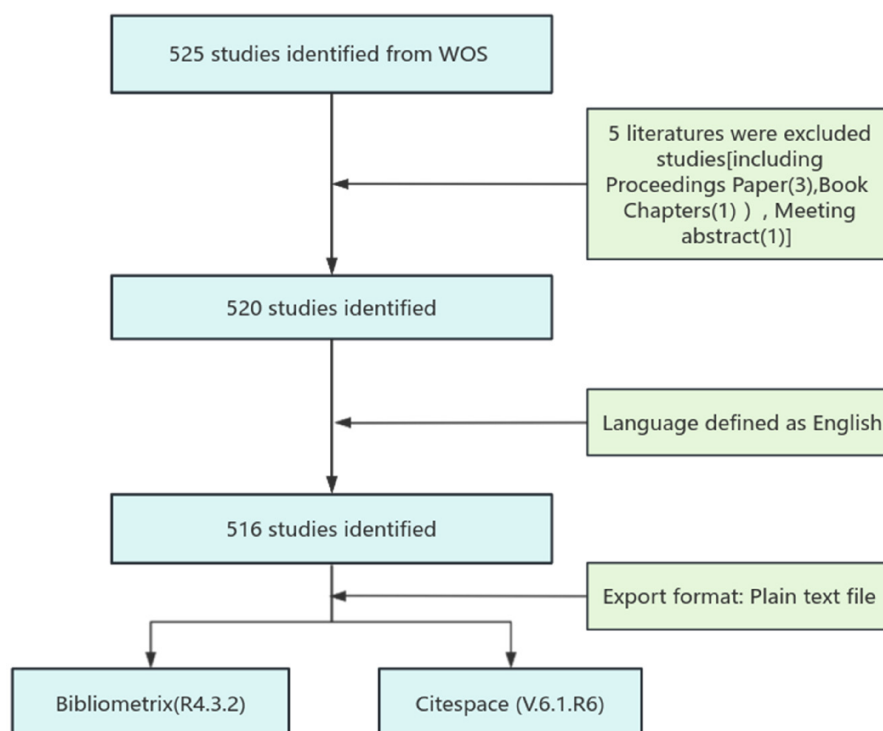 525 studies identified from WOS
5 literatures were excluded
studies[including
Proceedings Paper(3),Book
Chapters(1) ) , Meeting
abstract(1)]
520 studies identified
Language defined as English
516 studies identified
Export format: Plain text file
Bibliometrix(R4.3.2)
Citespace (V.6.1.R6)